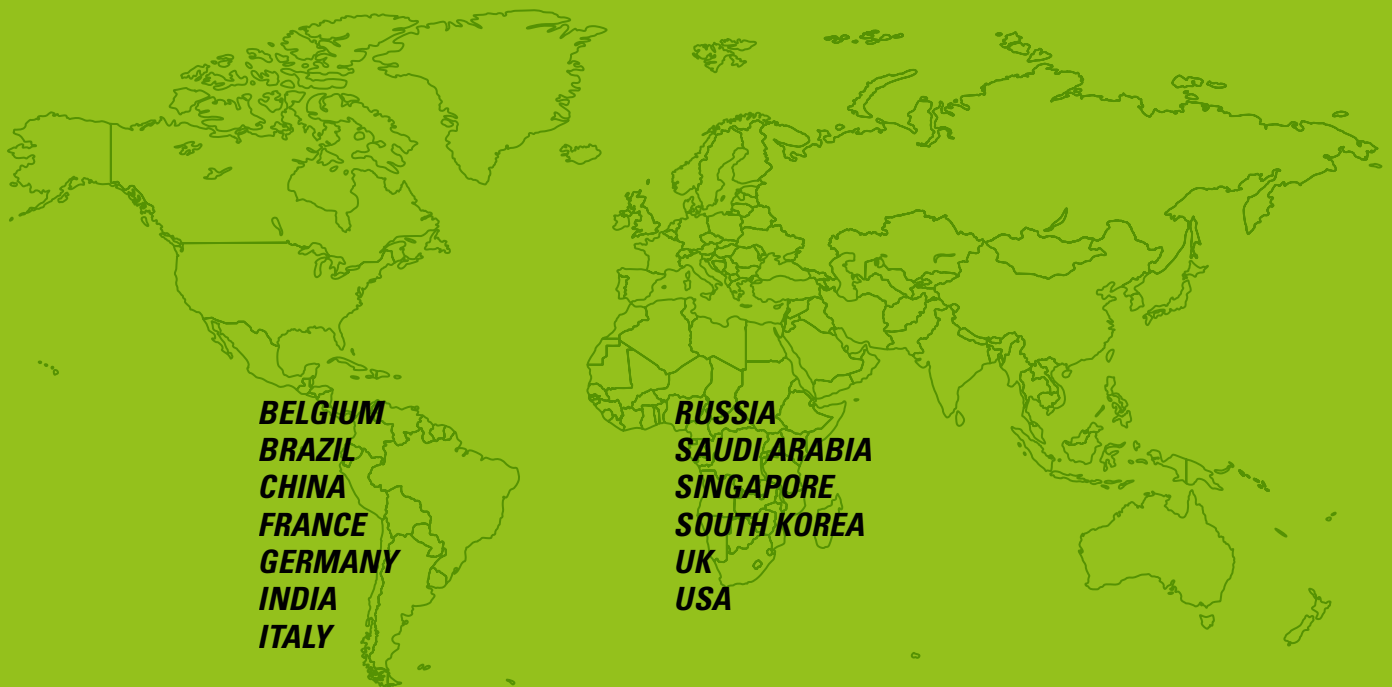 BELGIUM
BRAZIL
CHINA
FRANCE
GERMANY
INDIA
ITALY
RUSSIA
SAUDI ARABIA
SINGAPORE
SOUTH KOREA
UK
USA